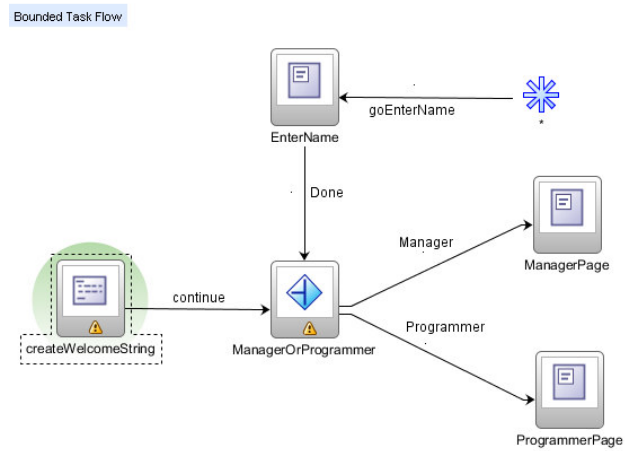 Bounded Task Flow
goEnterName
*
EnterName
Done
Manager
ManagerPage
continue
Programmer
createWelcomeString
ManagerOrProgrammer
ProgrammerPage